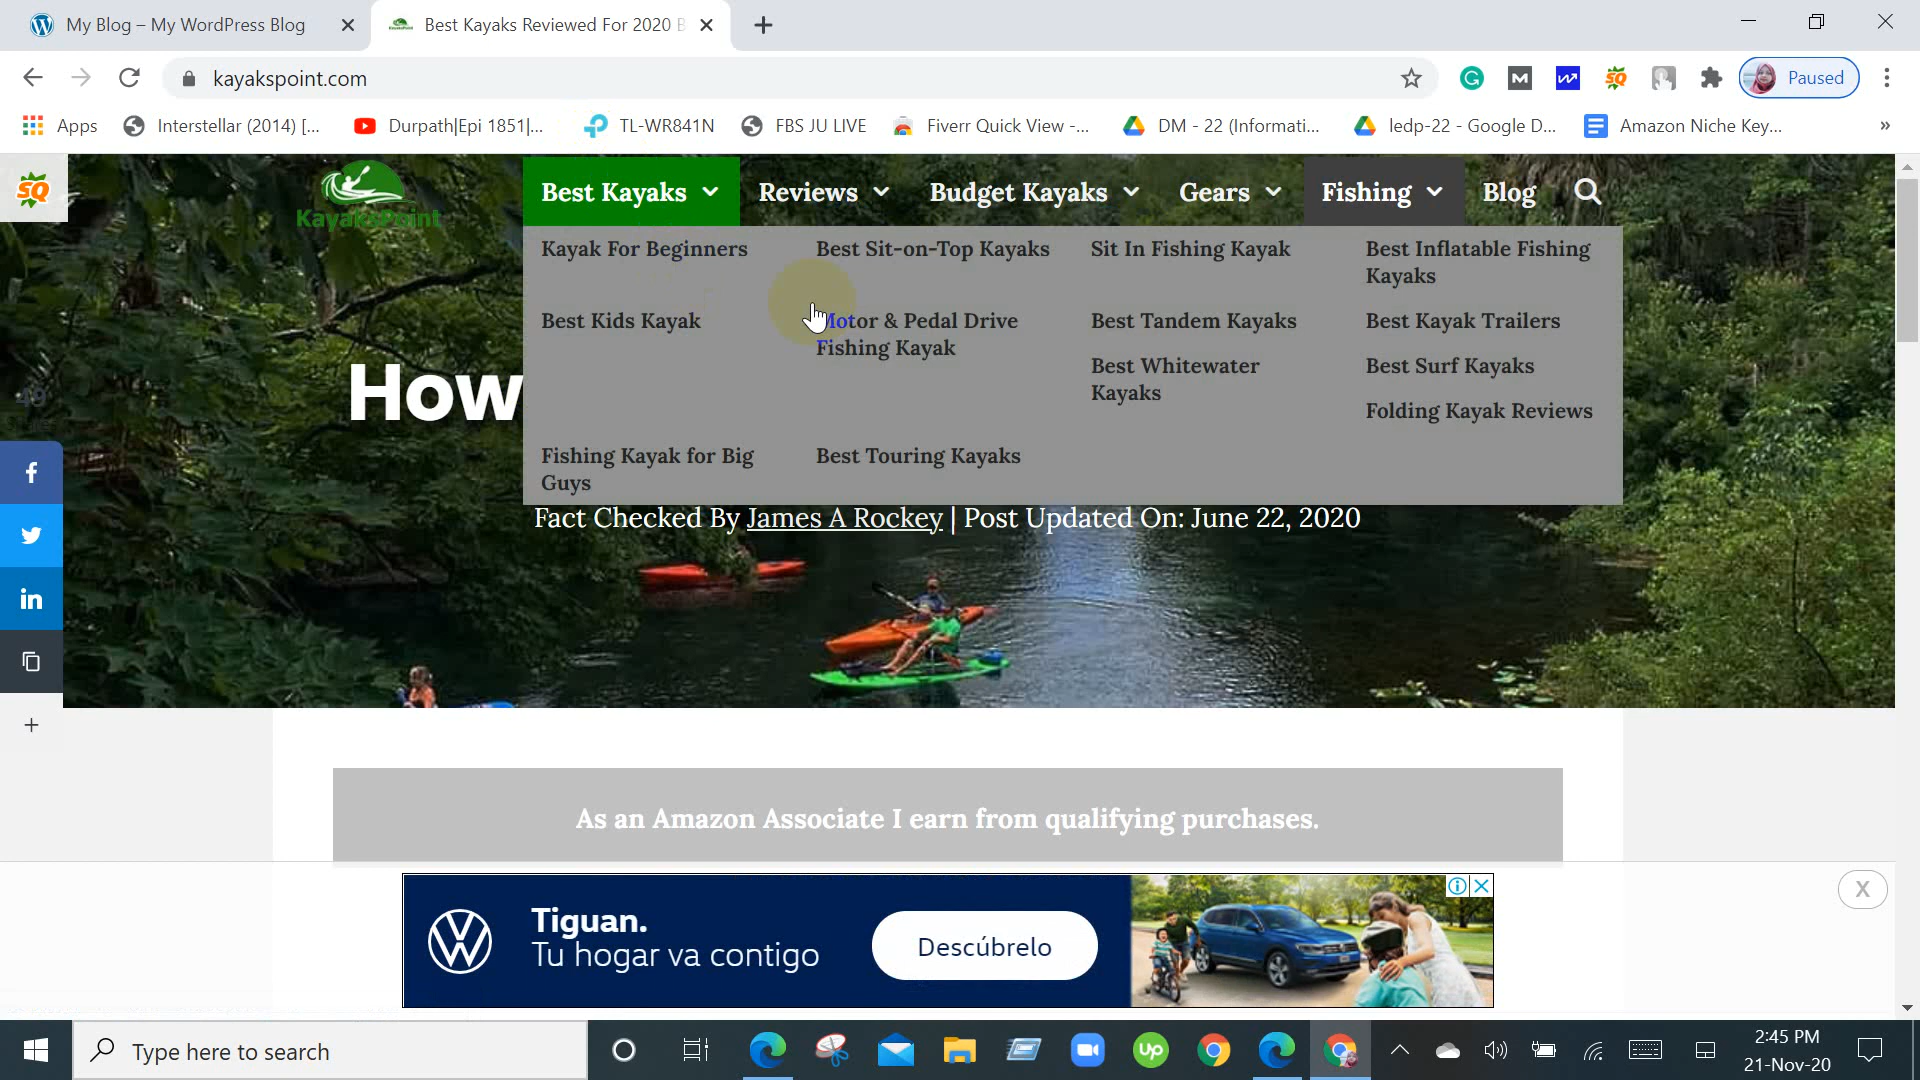 My Blog – My WordPress Blog
Best Kayaks Reviewed For 2020 B
kayakspoint.com
Paused
Apps
Interstellar (2014) [...
Durpath|Epi 1851|...
TL-WR841N
FBS JU LIVE
Fiverr Quick View -...
DM - 22 (Informati...
ledp-22 - Google D...
Amazon Niche Key...
»
SQ
KayaksPoint
Best Kayaks
Reviews
Budget Kayaks
Gears
Fishing
Blog
Kayak For Beginners
Best Sit-on-Top Kayaks
Sit In Fishing Kayak
Best Inflatable Fishing
Kayaks
Best Kids Kayak
Motor & Pedal Drive
Fishing Kayak
Best Tandem Kayaks
Best Kayak Trailers
Best Whitewater
Kayaks
Best Surf Kayaks
Folding Kayak Reviews
Fishing Kayak for Big
Guys
Best Touring Kayaks
49
How
Fact Checked By James A Rockey | Post Updated On: June 22, 2020
As an Amazon Associate I earn from qualifying purchases.
Tiguan.
Tu hogar va contigo
Descúbrelo
X
Type here to search
Up
2:45 PM
21-Nov-20